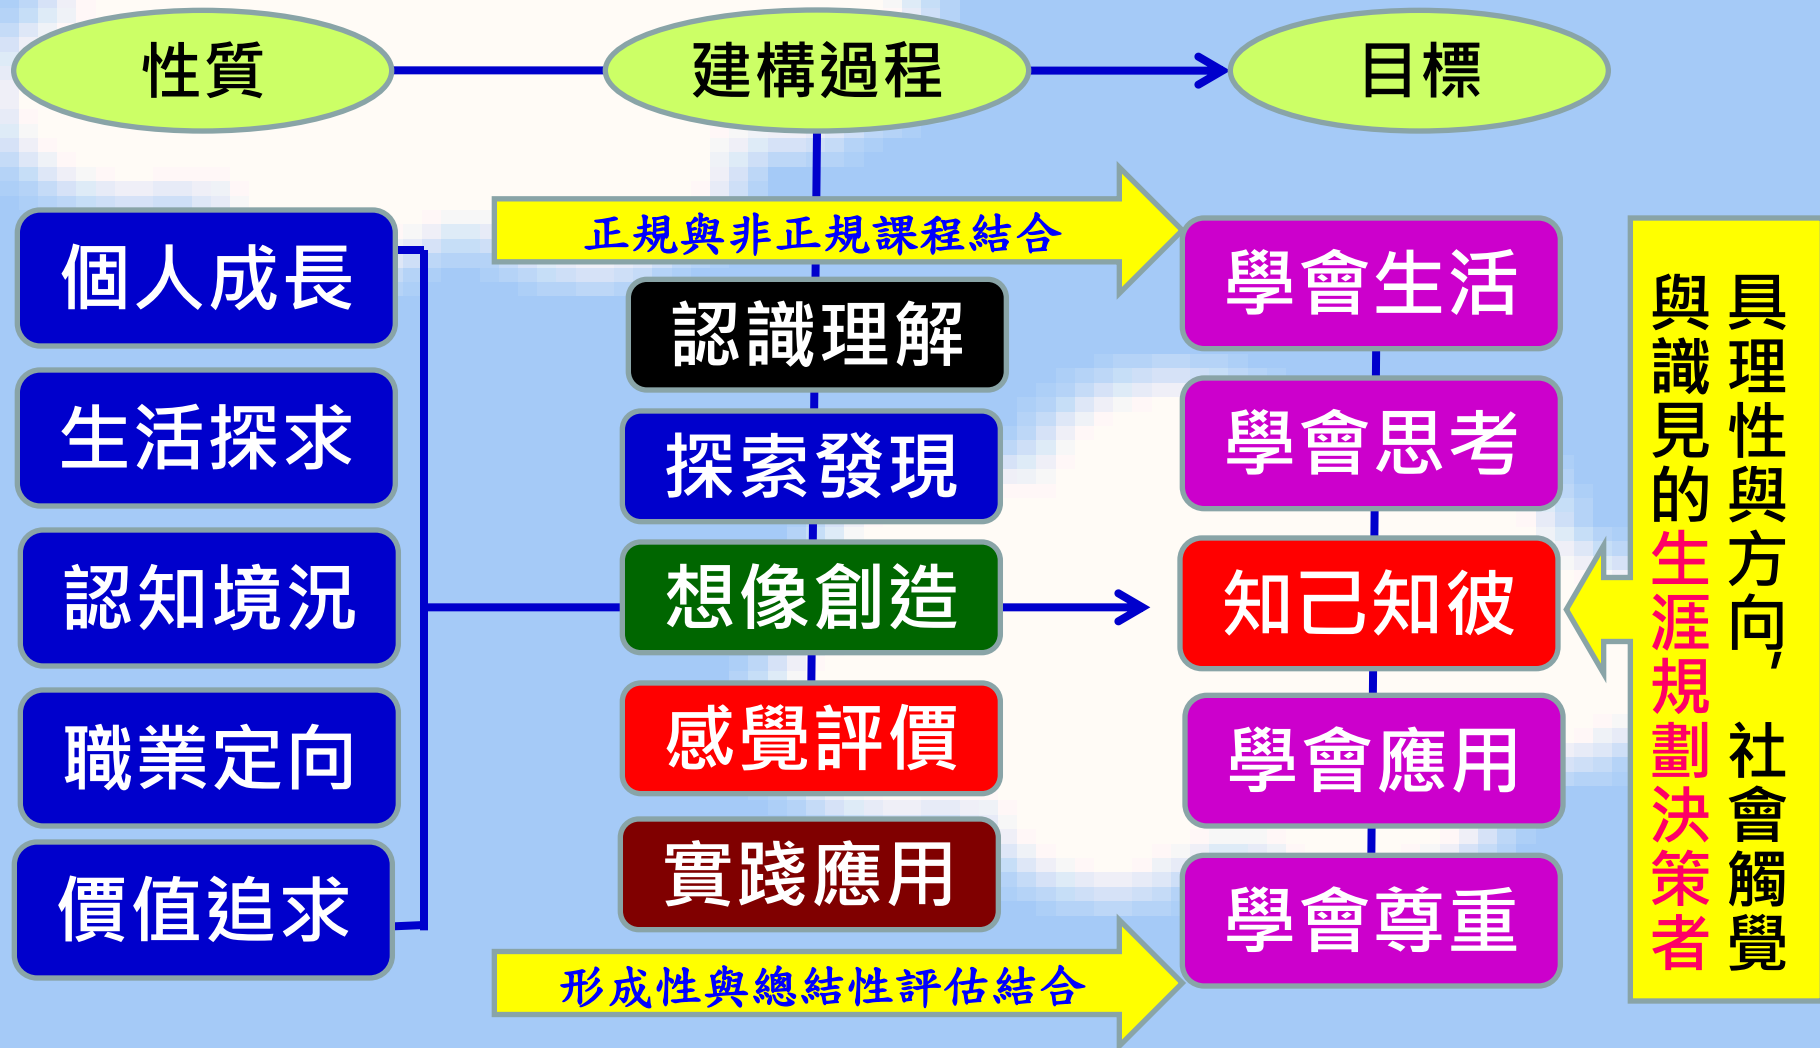 性質
建構過程
目標
個人成長
生活探求
認知境況
職業定向
價值追求
正規與非正規課程結合
認識理解
探索發現
想像創造
感覺評價
實踐應用
形成性與總結性評估結合
學會生活
學會思考
知己知彼
學會應用
學會尊重
具理性與方向，社會觸覺
與識見的生涯規劃決策者